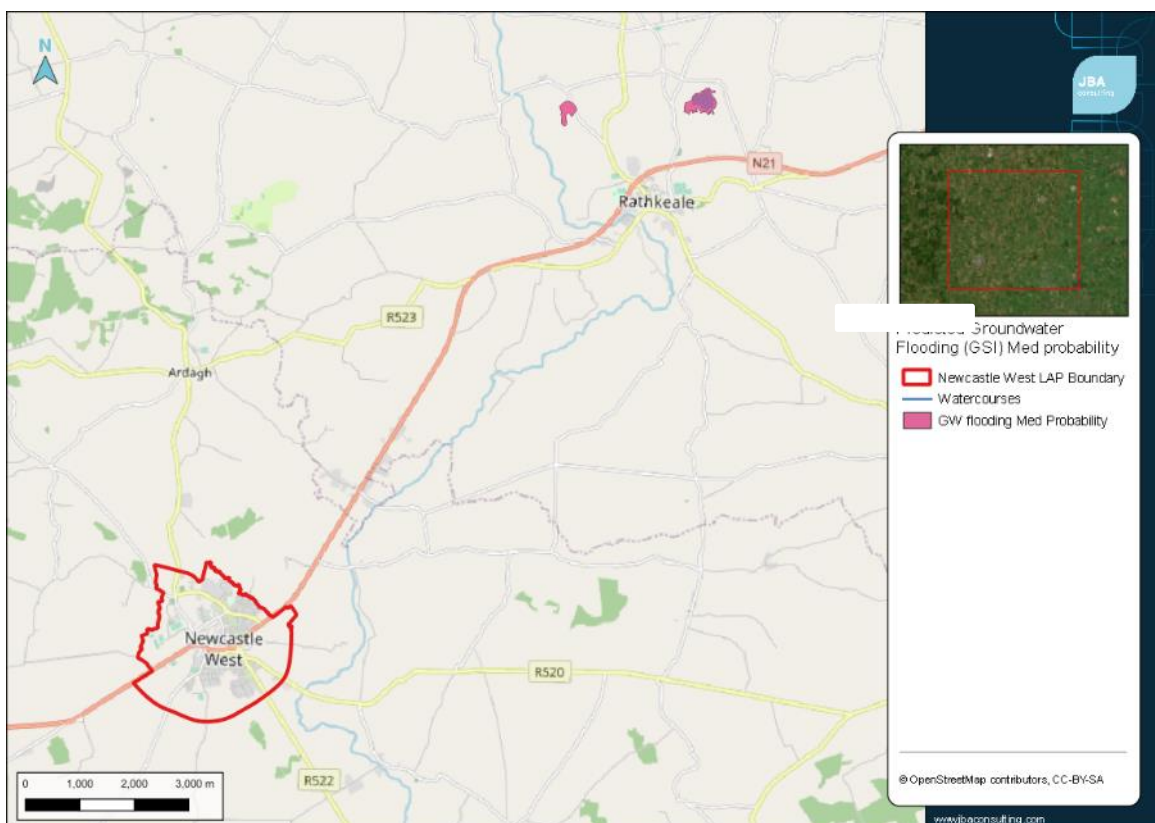 N
JBA
consulting
N21
Rathkeale
R523
Ardagh
Newcastle
West
R520
R522
0 1,000 2,000 3,000 m
Groundwater
Flooding (GSI) Med probability
Newcastle West LAP Boundary
Watercourses
GW flooding Med Probability
© OpenStreetMap contributors, CC-BY-SA
www.jbaconsulting.com